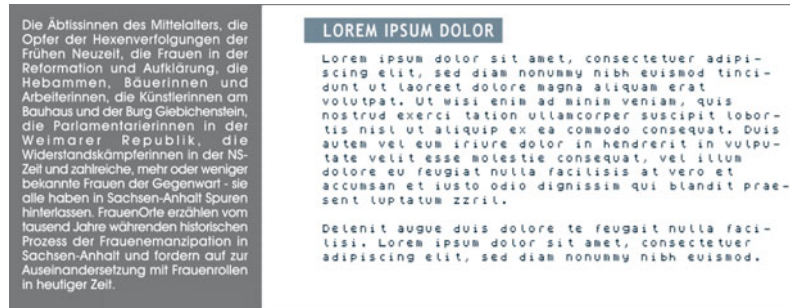 Die Äbtissinnen des Mittelalters, die
Opfer der Hexenverfolgungen der
Frühen Neuzeit, die Frauen in der
Reformation und Aufklärung, die
Hebammen, Bäuerinnen und
Arbeiterinnen, die Künstlerinnen am
Bauhaus und der Burg Giebichenstein,
die Parlamentarierinnen in der
Weimarer Republik, die
Widerstandskämpferinnen in der NS-
Zeit und zahlreiche, mehr oder weniger
bekannte Frauen der Gegenwart - sie
alle haben in Sachsen-Anhalt Spuren
hinterlassen. FrauenOrte erzählen vom
tausend Jahre währenden historischen
Prozess der Frauenemanzipation in
Sachsen-Anhalt und fordern auf zur
Auseinandersetzung mit Frauenrollen
in heutiger Zeit.
LOREM IPSUM DOLOR
Lorem ipsum dolor sit amet, consectetuer adipi-
scing elit, sed diam nonummy nibh euismod tinci-
dunt ut laoreet dolore magna aliquam erat
volutpat. Ut wisi enim ad minim veniam, quis
nostrud exerci tation ullamcorper suscipit lobor-
tis nisl ut aliquip ex ea commodo consequat. Duis
autem vel eum iriure dolor in hendrerit in vulpu-
tate velit esse molestie consequat, vel illum
dolore eu feugiat nulla facilisis at vero et
accumsan et iusto odio dignissim qui blandit prae-
sent luptatum zzril.
Delenit augue duis dolore te feugait nulla faci-
lisi. Lorem ipsum dolor sit amet, consectetuer
adipiscing elit, sed diam nonummy nibh euismod.